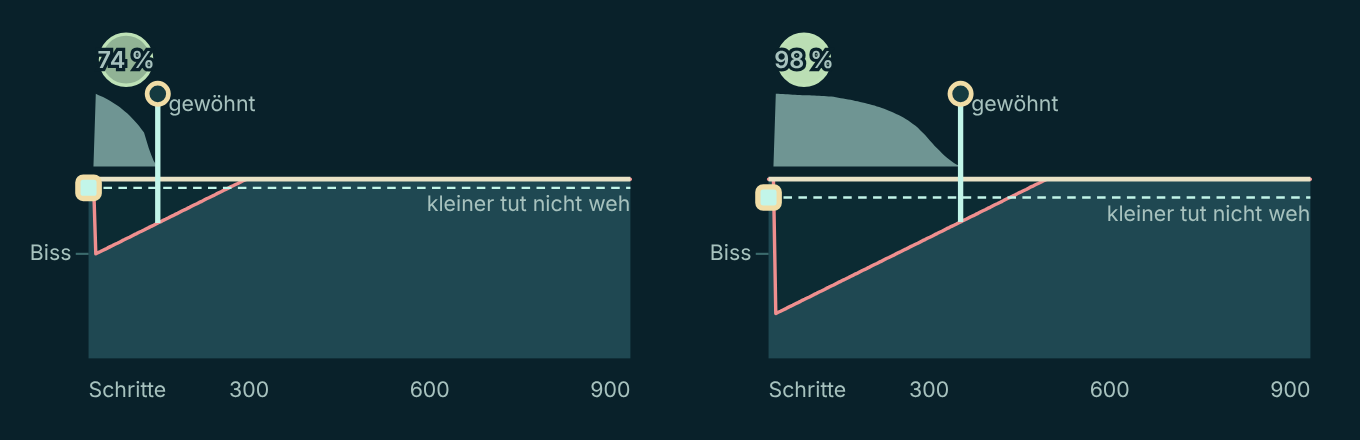 74 %
gewöhnt
kleiner tut nicht weh
Biss
Schritte 300 600 900
98 %
gewöhnt
kleiner tut nicht weh
Biss
Schritte 300 600 900